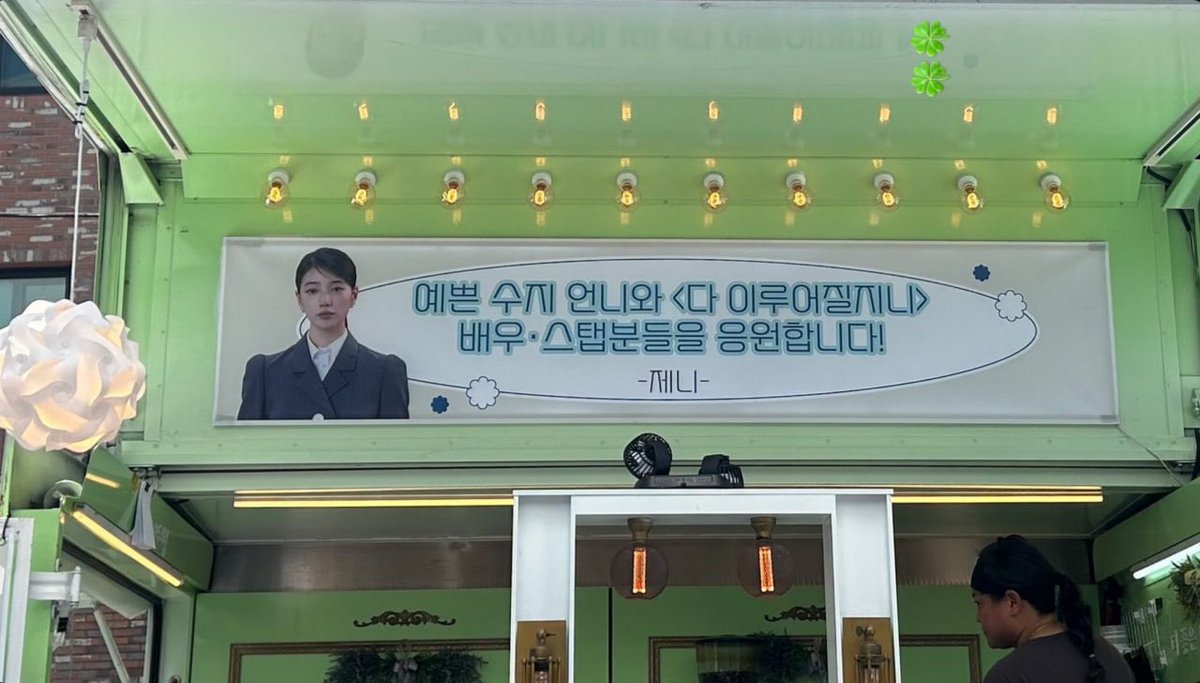 예쁜 수지 언니와 <다 이루어질지니>
배우·스탭분들을 응원합니다!
-제니-